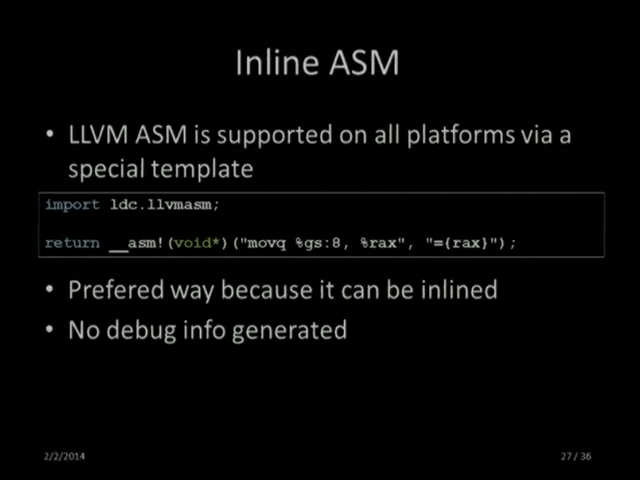 Inline ASM
• LLVM ASM is supported on all platforms via a
special template
import ldc.llvmasm;
return __asm!(void*)("movq %gs:8, %rax", "={rax}");
• Prefered way because it can be inlined
• No debug info generated
2/2/2014
27 / 36